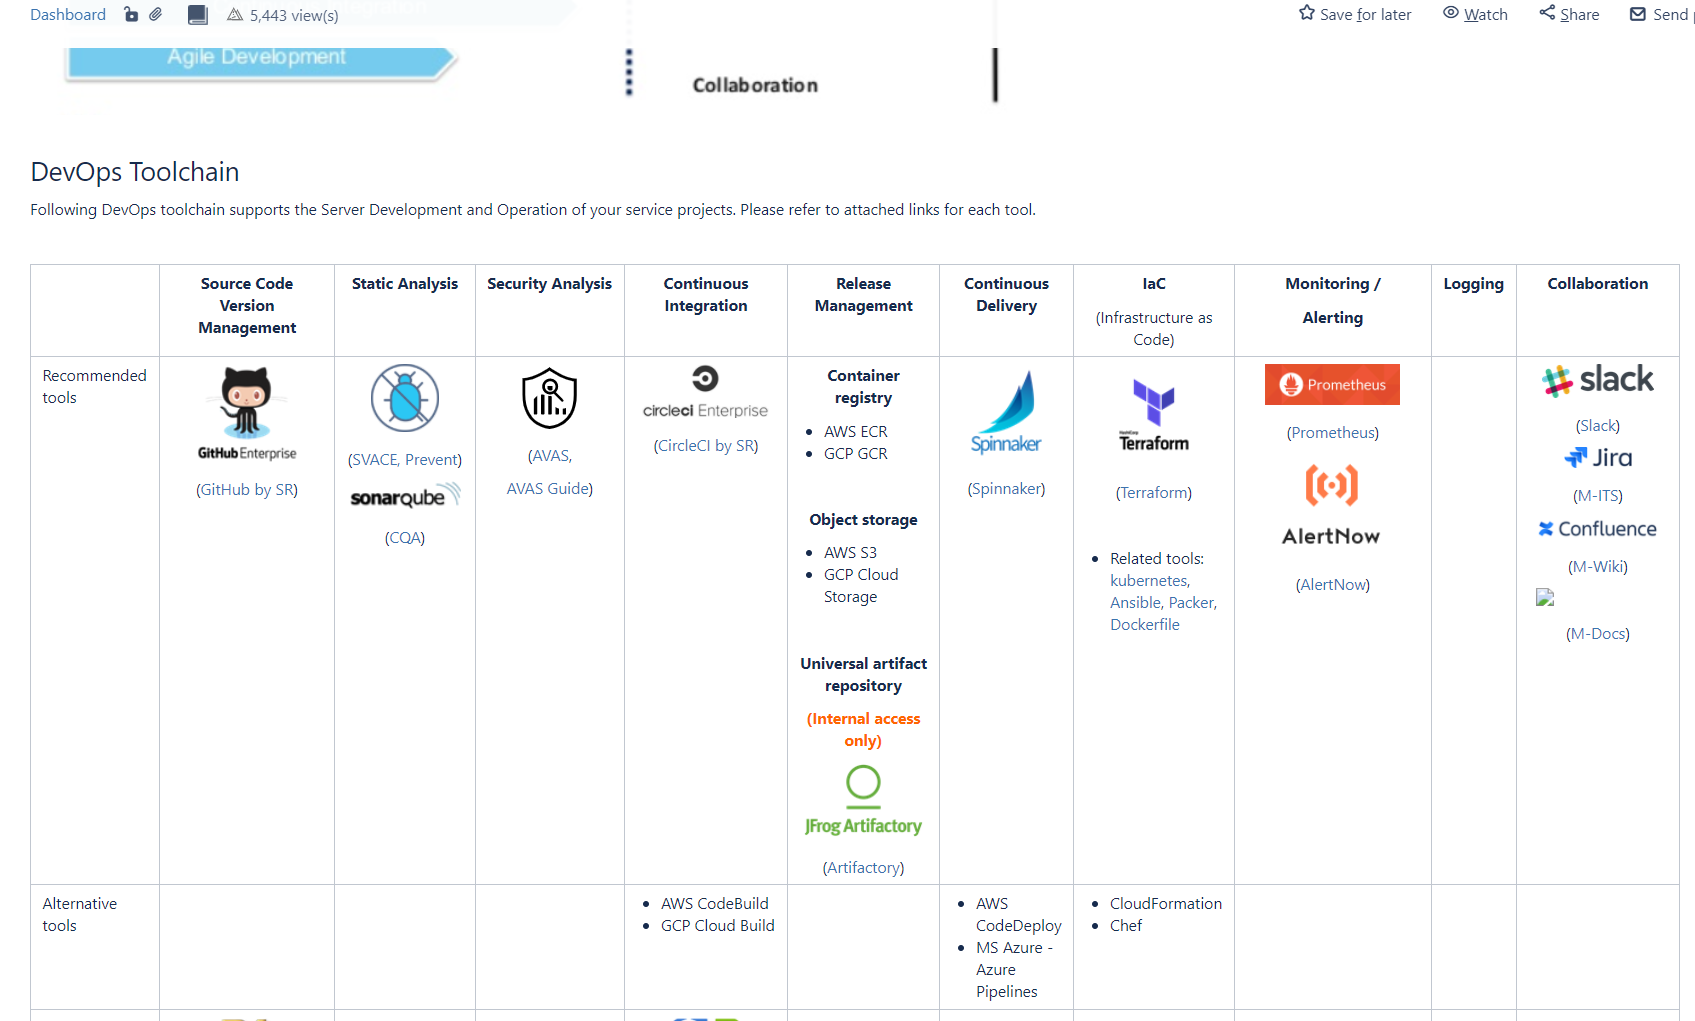 Dashboard 5,443 view(s) Save for later Watch Share Send
Agile Development
Collaboration
DevOps Toolchain
Following DevOps toolchain supports the Server Development and Operation of your service projects. Please refer to attached links for each tool.
Source Code
Version
Management
Static Analysis
Security Analysis
Continuous
Integration
Release
Management
Continuous
Delivery
IaC
(Infrastructure as
Code)
Monitoring /
Alerting
Logging
Collaboration
Recommended
tools
GitHub Enterprise
(GitHub by SR)
(SVACE, Prevent)
sonarqube
(CQA)
(AVAS,
AVAS Guide)
circleci Enterprise
(CircleCI by SR)
Container
registry
AWS ECR
GCP GCR
Object storage
AWS S3
GCP Cloud
Storage
Universal artifact
repository
(Internal access
only)
JFrog Artifactory
(Artifactory)
Spinnaker
(Spinnaker)
HashiCorp
Terraform
(Terraform)
Related tools:
kubernetes,
Ansible, Packer,
Dockerfile
Prometheus
(Prometheus)
AlertNow
(AlertNow)
slack
(Slack)
Jira
(M-ITS)
Confluence
(M-Wiki)
(M-Docs)
Alternative
tools
AWS CodeBuild
GCP Cloud Build
AWS
CodeDeploy
MS Azure -
Azure
Pipelines
CloudFormation
Chef